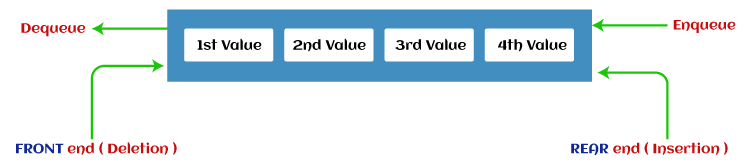 Dequeue
1st Value
2nd Value
3rd Value
4th Value
Enqueue
FRONT end ( Deletion )
REAR end ( Insertion )